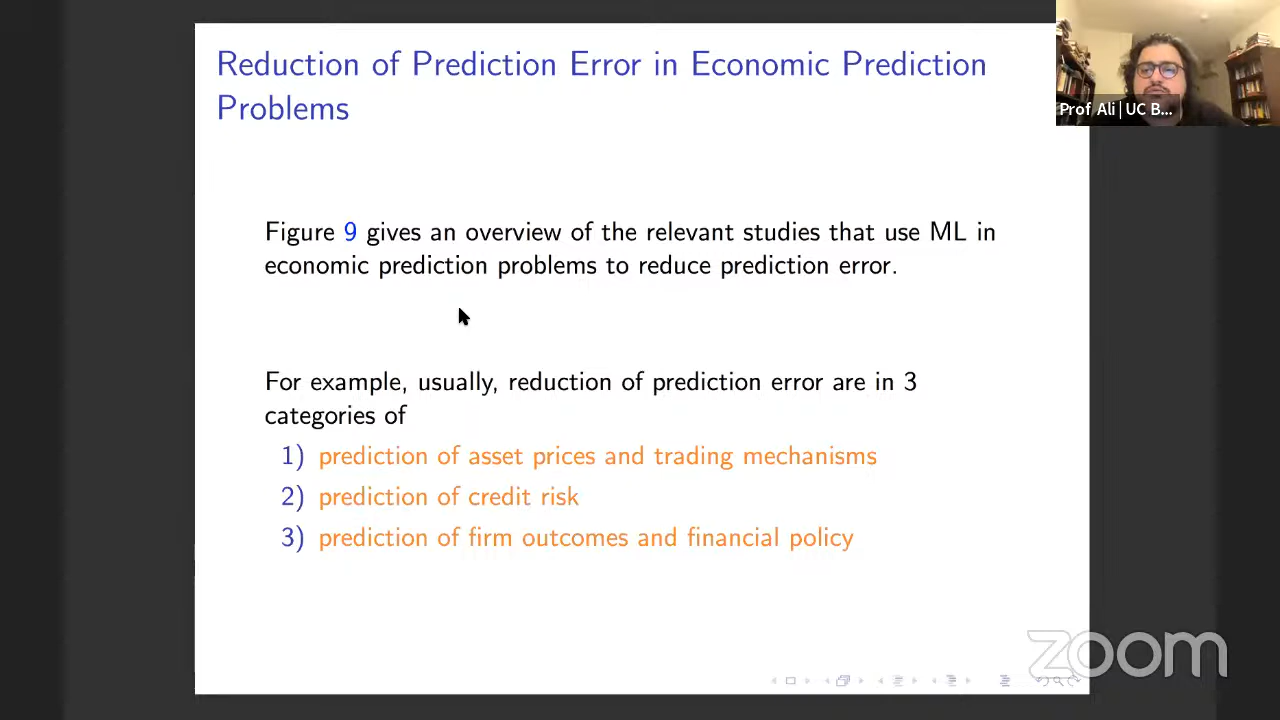 Reduction of Prediction Error in Economic Prediction
Problems
Prof Ali | UC B...
Figure 9 gives an overview of the relevant studies that use ML in
economic prediction problems to reduce prediction error.
For example, usually, reduction of prediction error are in 3
categories of
1) prediction of asset prices and trading mechanisms
2) prediction of credit risk
3) prediction of firm outcomes and financial policy
zoom